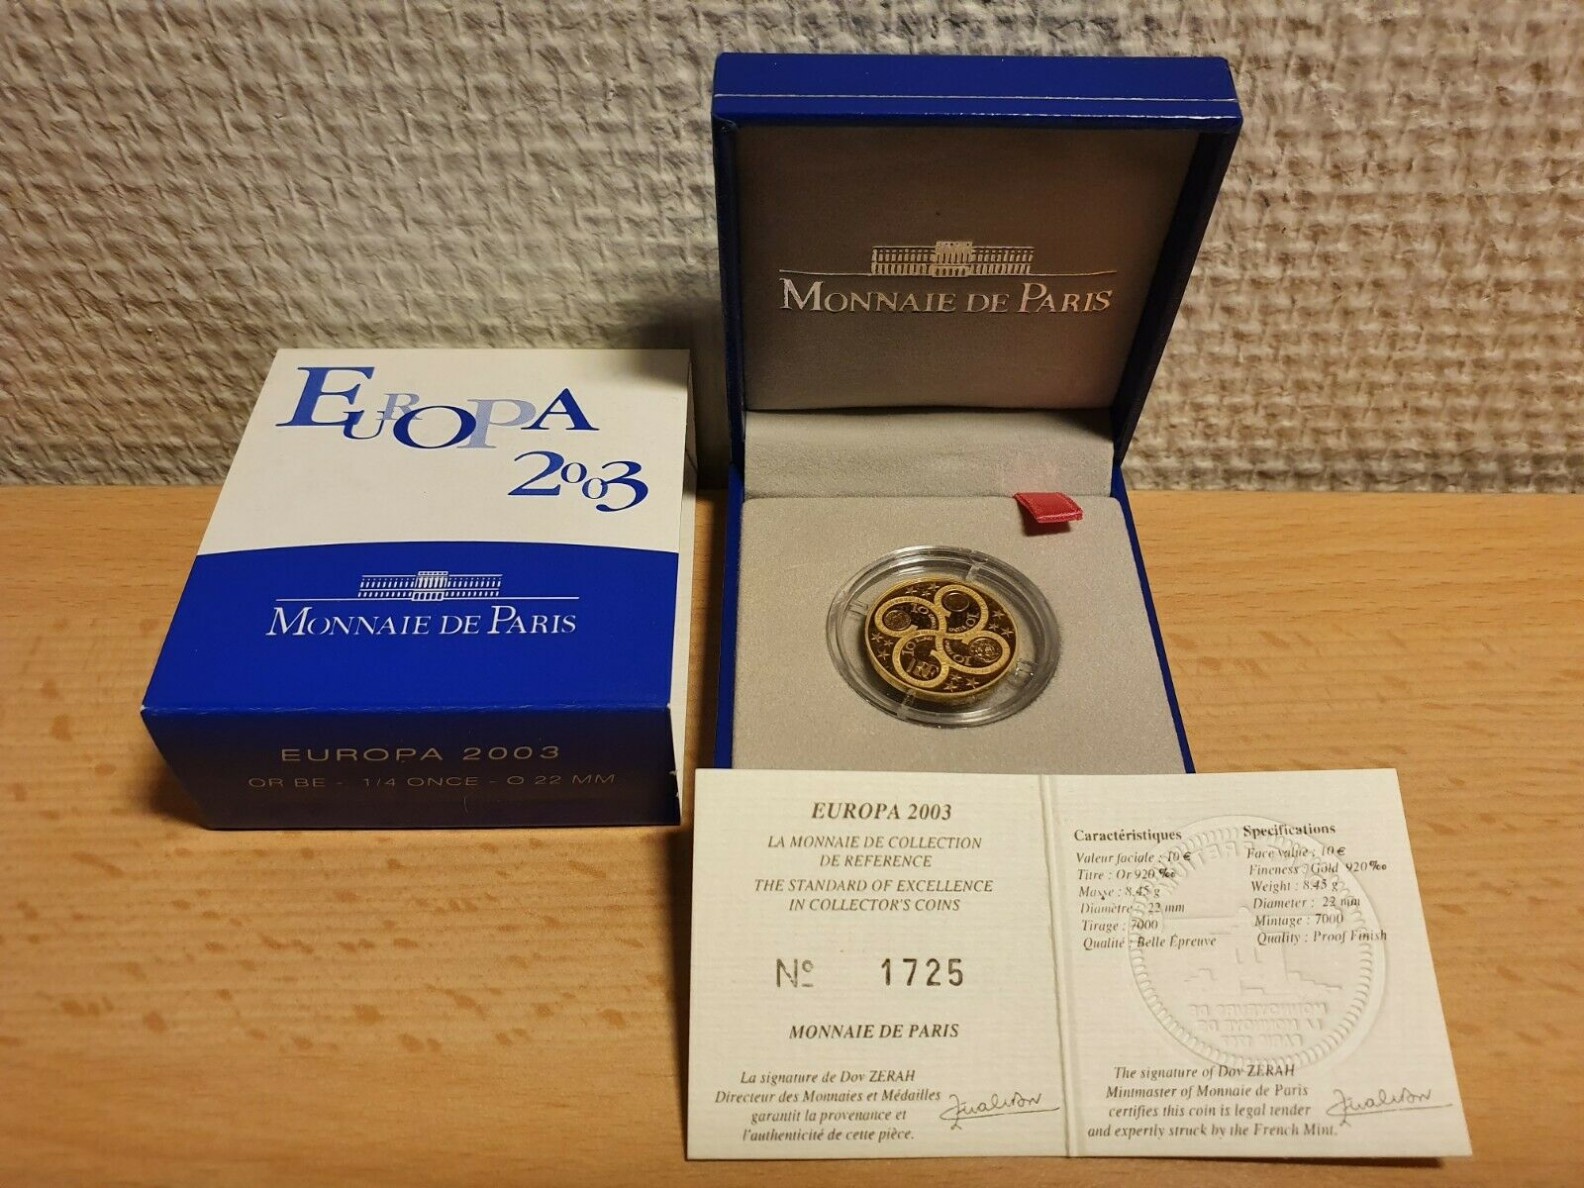 EUROPA
2003
MONNAIE DE PARIS
EUROPA 2003
OR BE - 1/4 ONCE - O 22 MM
MONNAIE DE PARIS
EUROPA 2003
LA MONNAIE DE COLLECTION
DE REFERENCE
THE STANDARD OF EXCELLENCE
IN COLLECTOR'S COINS
Nº 1725
MONNAIE DE PARIS
La signature de Dov ZERAH
Directeur des Monnaies et Médailles
garantit la provenance et
l'authenticité de cette pièce.
Caractéristiques
Valeur faciale : 10 €
Titre : Or 920 ‰
Masse : 8.45 g
Diamètre : 22 mm
Tirage : 7000
Qualité : Belle Épreuve
Specifications
Face value : 10 €
Fineness : Gold 920‰
Weight : 8.45 g
Diameter : 22 mm
Mintage : 7000
Quality : Proof Finish
The signature of Dov ZERAH
Mintmaster of Monnaie de Paris
certifies this coin is legal tender
and expertly struck by the French Mint.